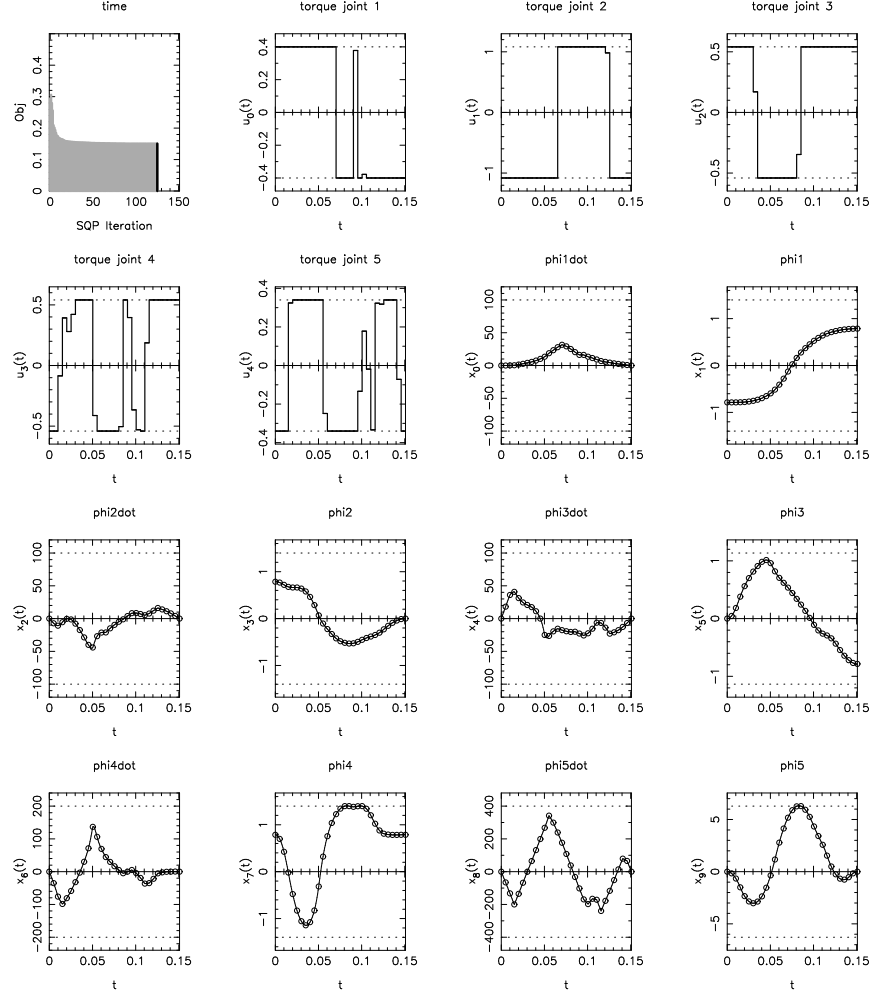 time
torque joint 1
torque joint 2
torque joint 3
Obj
0 0.1 0.2 0.3 0.4
0 50 100 150
SQP Iteration
u0(t)
−0.4 −0.2 0 0.2 0.4
0 0.05 0.1 0.15
t
u1(t)
−1 0 1
0 0.05 0.1 0.15
t
u2(t)
−0.5 0 0.5
0 0.05 0.1 0.15
t
torque joint 4
torque joint 5
phi1dot
phi1
u3(t)
−0.5 0 0.5
0 0.05 0.1 0.15
t
u4(t)
−0.4 −0.2 0 0.2 0.4
0 0.05 0.1 0.15
t
x0(t)
−100 −50 0 50 100
0 0.05 0.1 0.15
t
x1(t)
−1 0 1
0 0.05 0.1 0.15
t
phi2dot
phi2
phi3dot
phi3
x2(t)
−100 −50 0 50 100
0 0.05 0.1 0.15
t
x3(t)
−1 0 1
0 0.05 0.1 0.15
t
x4(t)
−100 −50 0 50 100
0 0.05 0.1 0.15
t
x5(t)
−1 0 1
0 0.05 0.1 0.15
t
phi4dot
phi4
phi5dot
phi5
x6(t)
−200 −100 0 100 200
0 0.05 0.1 0.15
t
x7(t)
−1 0 1
0 0.05 0.1 0.15
t
x8(t)
−400 −200 0 200 400
0 0.05 0.1 0.15
t
x9(t)
−5 0 5
0 0.05 0.1 0.15
t